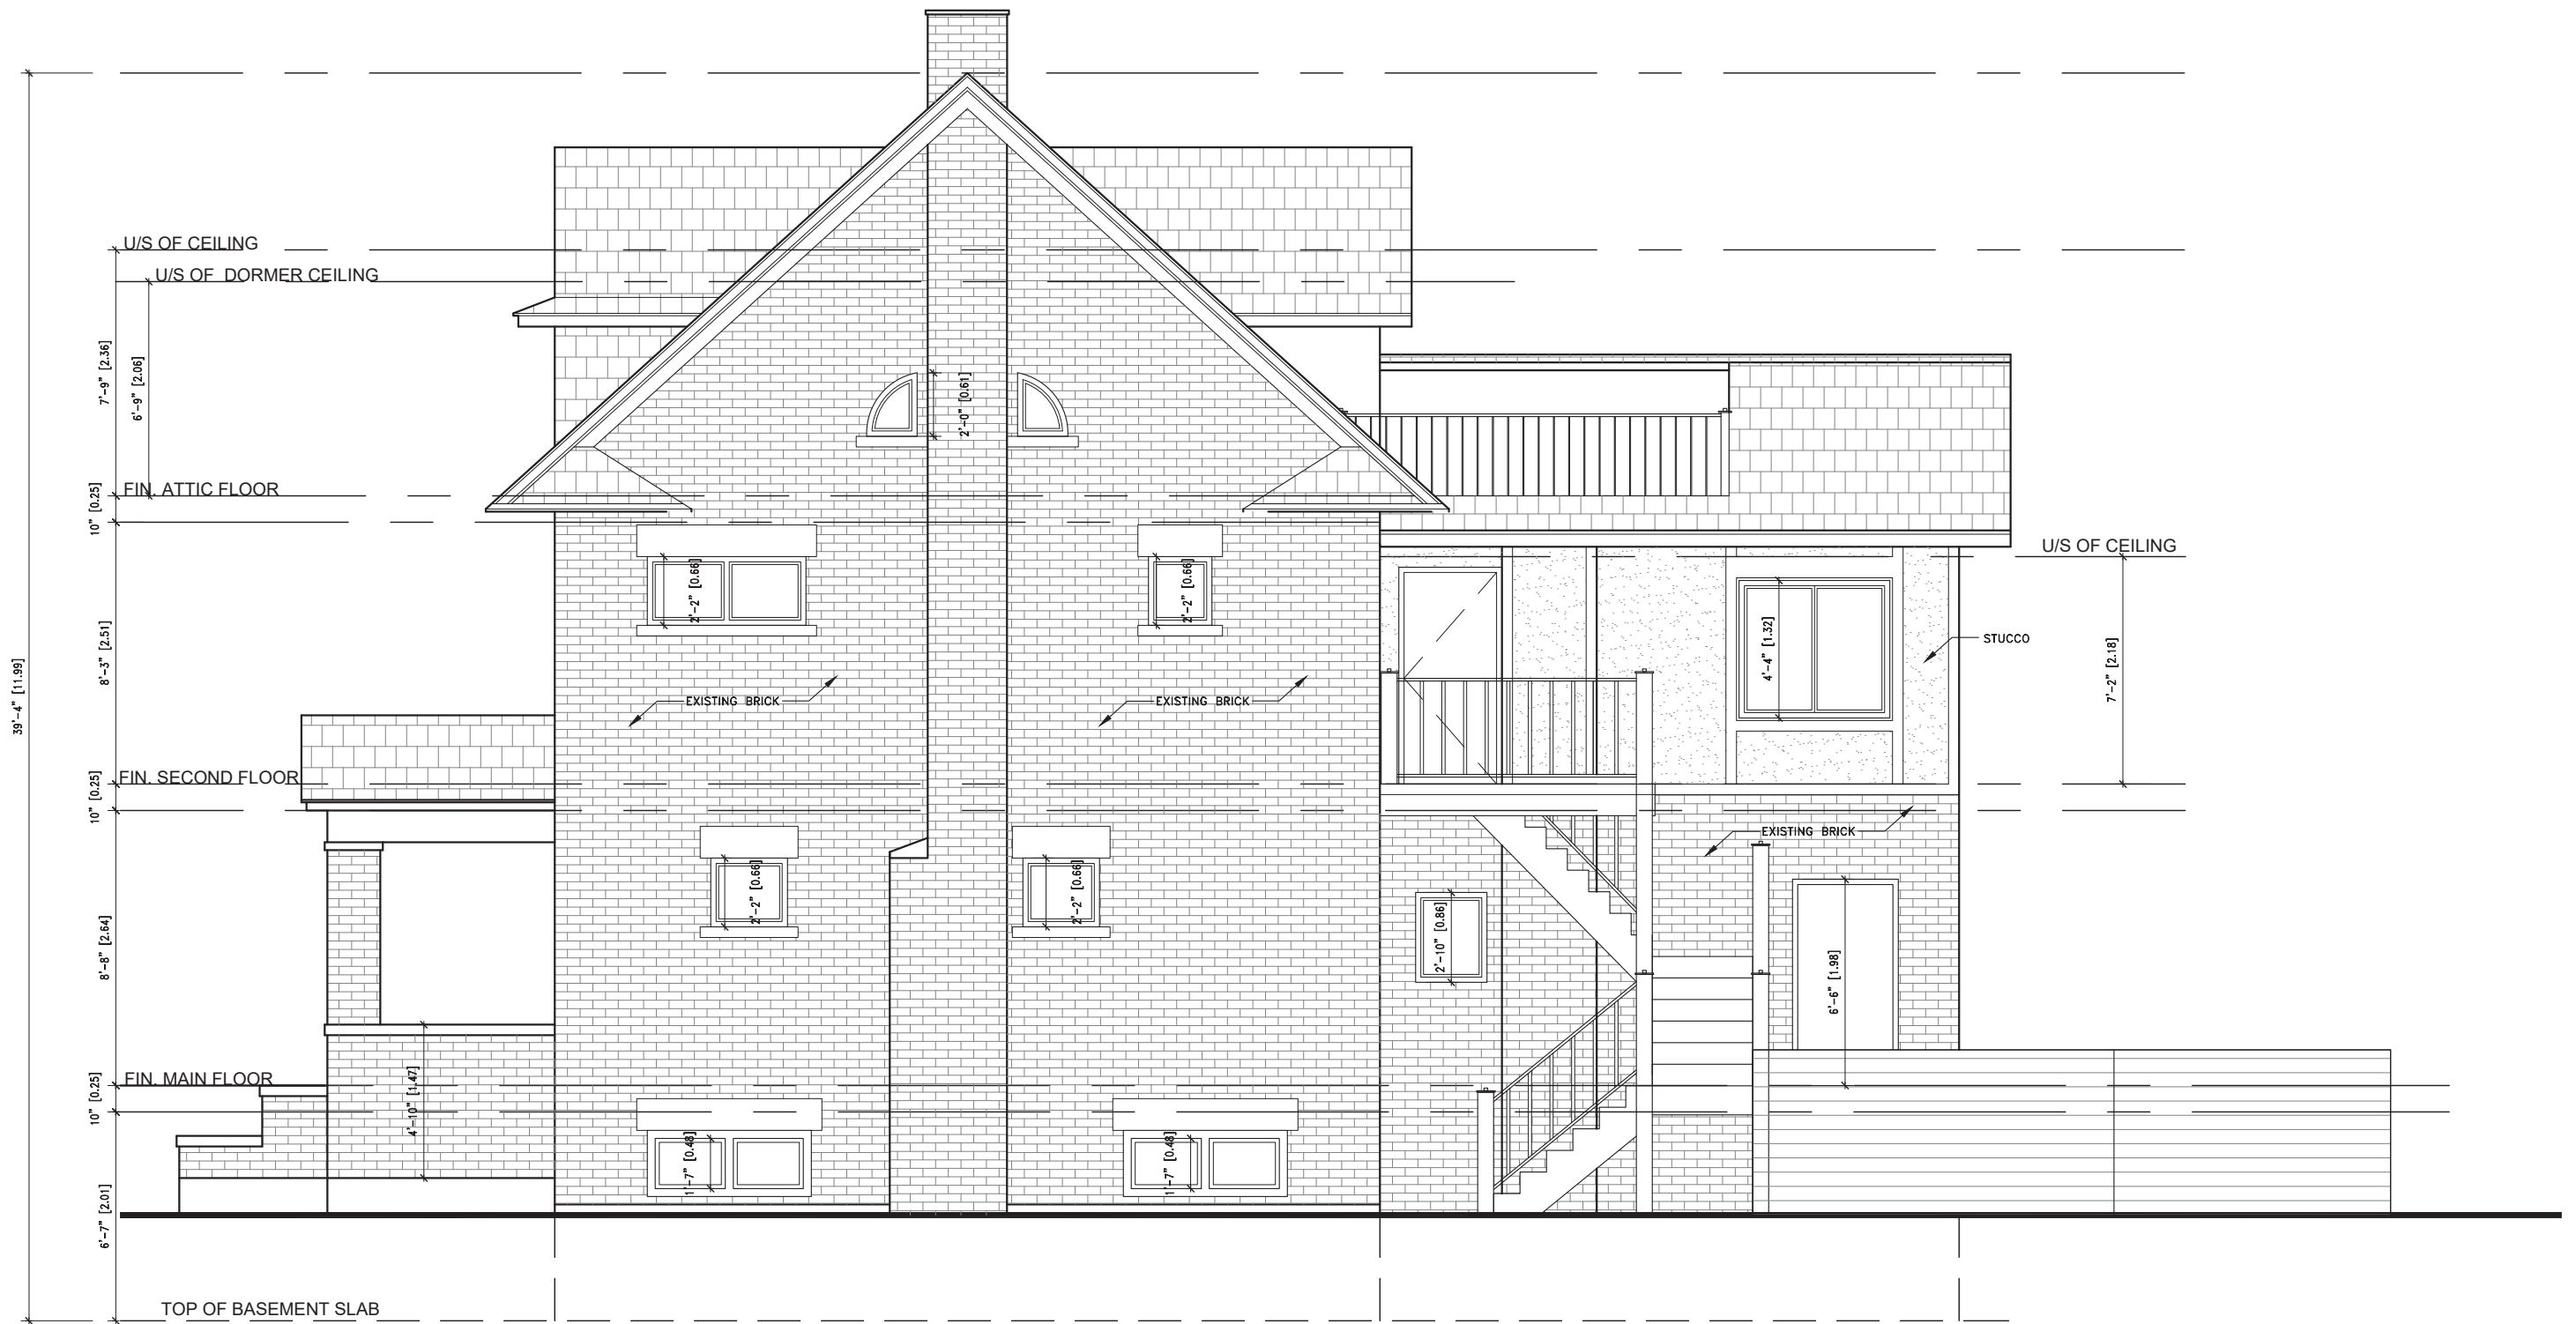 U/S OF CEILING
U/S OF DORMER CEILING
7'-9" [2.36]
6'-9" [2.06]
2'-0" [0.61]
FIN. ATTIC FLOOR
10" [0.25]
U/S OF CEILING
2'-2" [0.66]
2'-2" [0.66]
4'-4" [1.32]
STUCCO
8'-3" [2.51]
7'-2" [2.18]
39'-4" [11.99]
EXISTING BRICK
EXISTING BRICK
FIN. SECOND FLOOR
10" [0.25]
EXISTING BRICK
2'-2" [0.66]
2'-2" [0.66]
2'-10" [0.86]
8'-8" [2.64]
6'-6" [1.98]
FIN. MAIN FLOOR
10" [0.25]
4'-10" [1.47]
1'-7" [0.48]
1'-7" [0.48]
6'-7" [2.01]
TOP OF BASEMENT SLAB